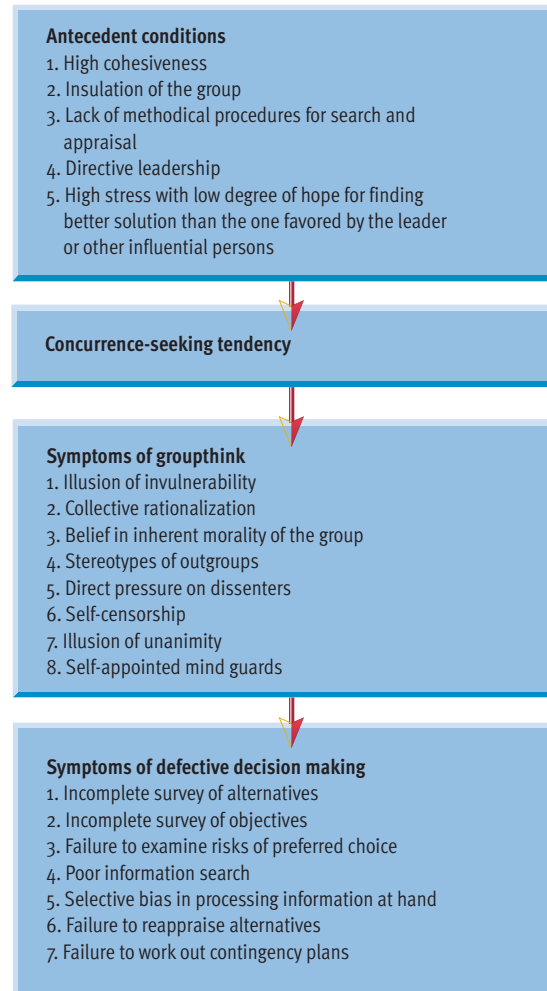 Antecedent conditions
1. High cohesiveness
2. Insulation of the group
3. Lack of methodical procedures for search and
appraisal
4. Directive leadership
5. High stress with low degree of hope for finding
better solution than the one favored by the leader
or other influential persons
Concurrence-seeking tendency
Symptoms of groupthink
1. Illusion of invulnerability
2. Collective rationalization
3. Belief in inherent morality of the group
4. Stereotypes of outgroups
5. Direct pressure on dissenters
6. Self-censorship
7. Illusion of unanimity
8. Self-appointed mind guards
Symptoms of defective decision making
1. Incomplete survey of alternatives
2. Incomplete survey of objectives
3. Failure to examine risks of preferred choice
4. Poor information search
5. Selective bias in processing information at hand
6. Failure to reappraise alternatives
7. Failure to work out contingency plans